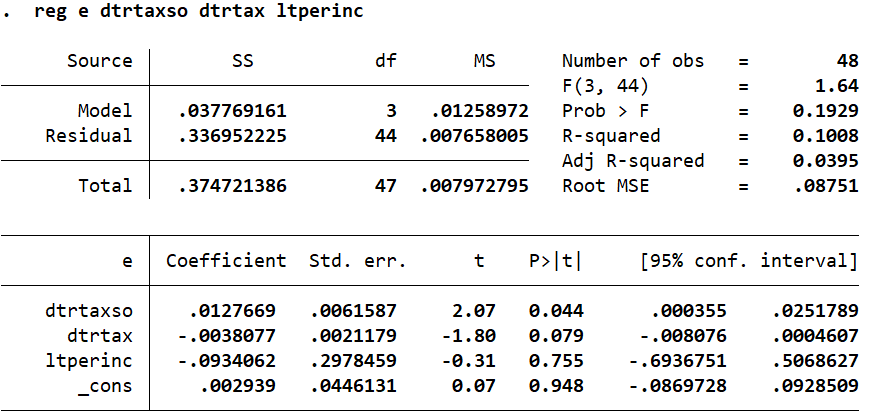 . reg e dtrtaxso dtrtax ltperinc
Source SS df MS Number of obs = 48
F(3, 44) = 1.64
Model .037769161 3 .01258972 Prob > F = 0.1929
Residual .336952225 44 .007658005 R-squared = 0.1008
Adj R-squared = 0.0395
Total .374721386 47 .007972795 Root MSE = .08751
e Coefficient Std. err. t P>|t| [95% conf. interval]
dtrtaxso .0127669 .0061587 2.07 0.044 .000355 .0251789
dtrtax -.0038077 .0021179 -1.80 0.079 -.008076 .0004607
ltperinc -.0934062 .2978459 -0.31 0.755 -.6936751 .5068627
_cons .002939 .0446131 0.07 0.948 -.0869728 .0928509